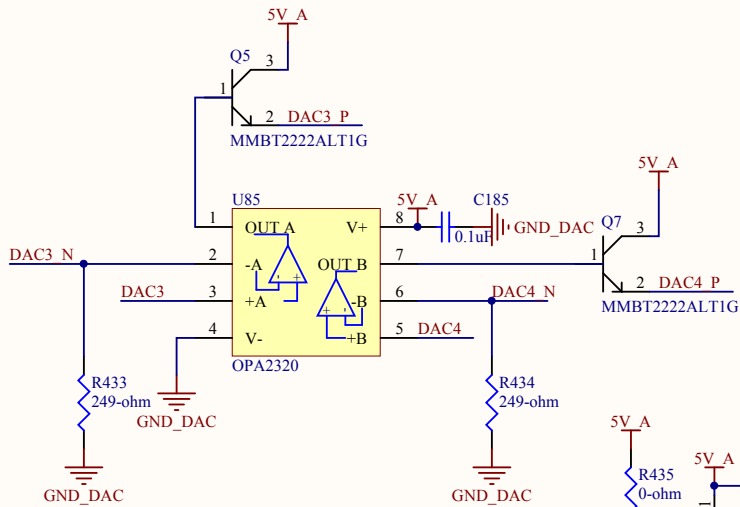 5V_A
Q5
3
1
2
DAC3_P
MMBT2222ALT1G
5V_A
U85
5V_A
C185
1
OUT A
V+
8
0.1uF
GND_DAC
Q7
3
DAC3_N
2
-A
OUT B
7
1
2
DAC4_P
MMBT2222ALT1G
DAC3
3
+A
-B
6
DAC4_N
4
V-
+B
5
DAC4
OPA2320
R433
249-ohm
GND_DAC
R434
249-ohm
5V_A
5V_A
R435
0-ohm
1
GND_DAC
GND_DAC